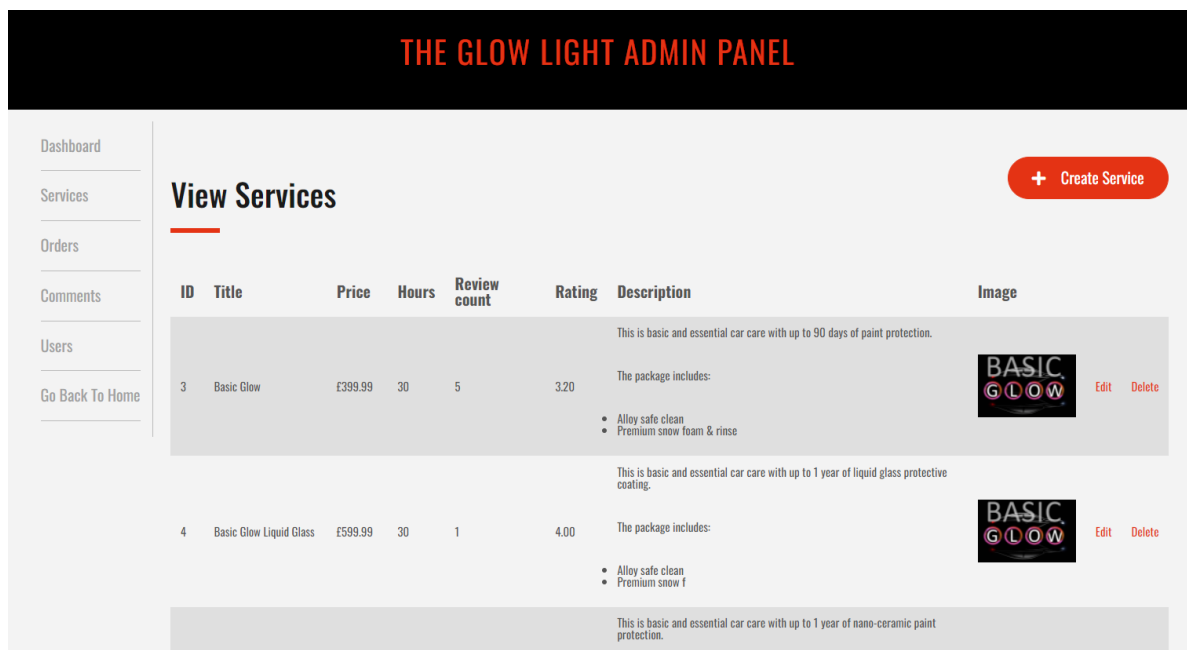 THE GLOW LIGHT ADMIN PANEL
Dashboard
Services
Orders
Comments
Users
Go Back To Home
View Services
Create Service
ID Title Price Hours Review count Rating Description Image
This is basic and essential car care with up to 90 days of paint protection.
The package includes:
Alloy safe clean
Premium snow foam & rinse
3 Basic Glow £399.99 30 5 3.20
BASIC
GLOW
Edit Delete
This is basic and essential car care with up to 1 year of liquid glass protective
coating.
The package includes:
Alloy safe clean
Premium snow f
4 Basic Glow Liquid Glass £599.99 30 1 4.00
BASIC
GLOW
Edit Delete
This is basic and essential car care with up to 1 year of nano-ceramic paint
protection.